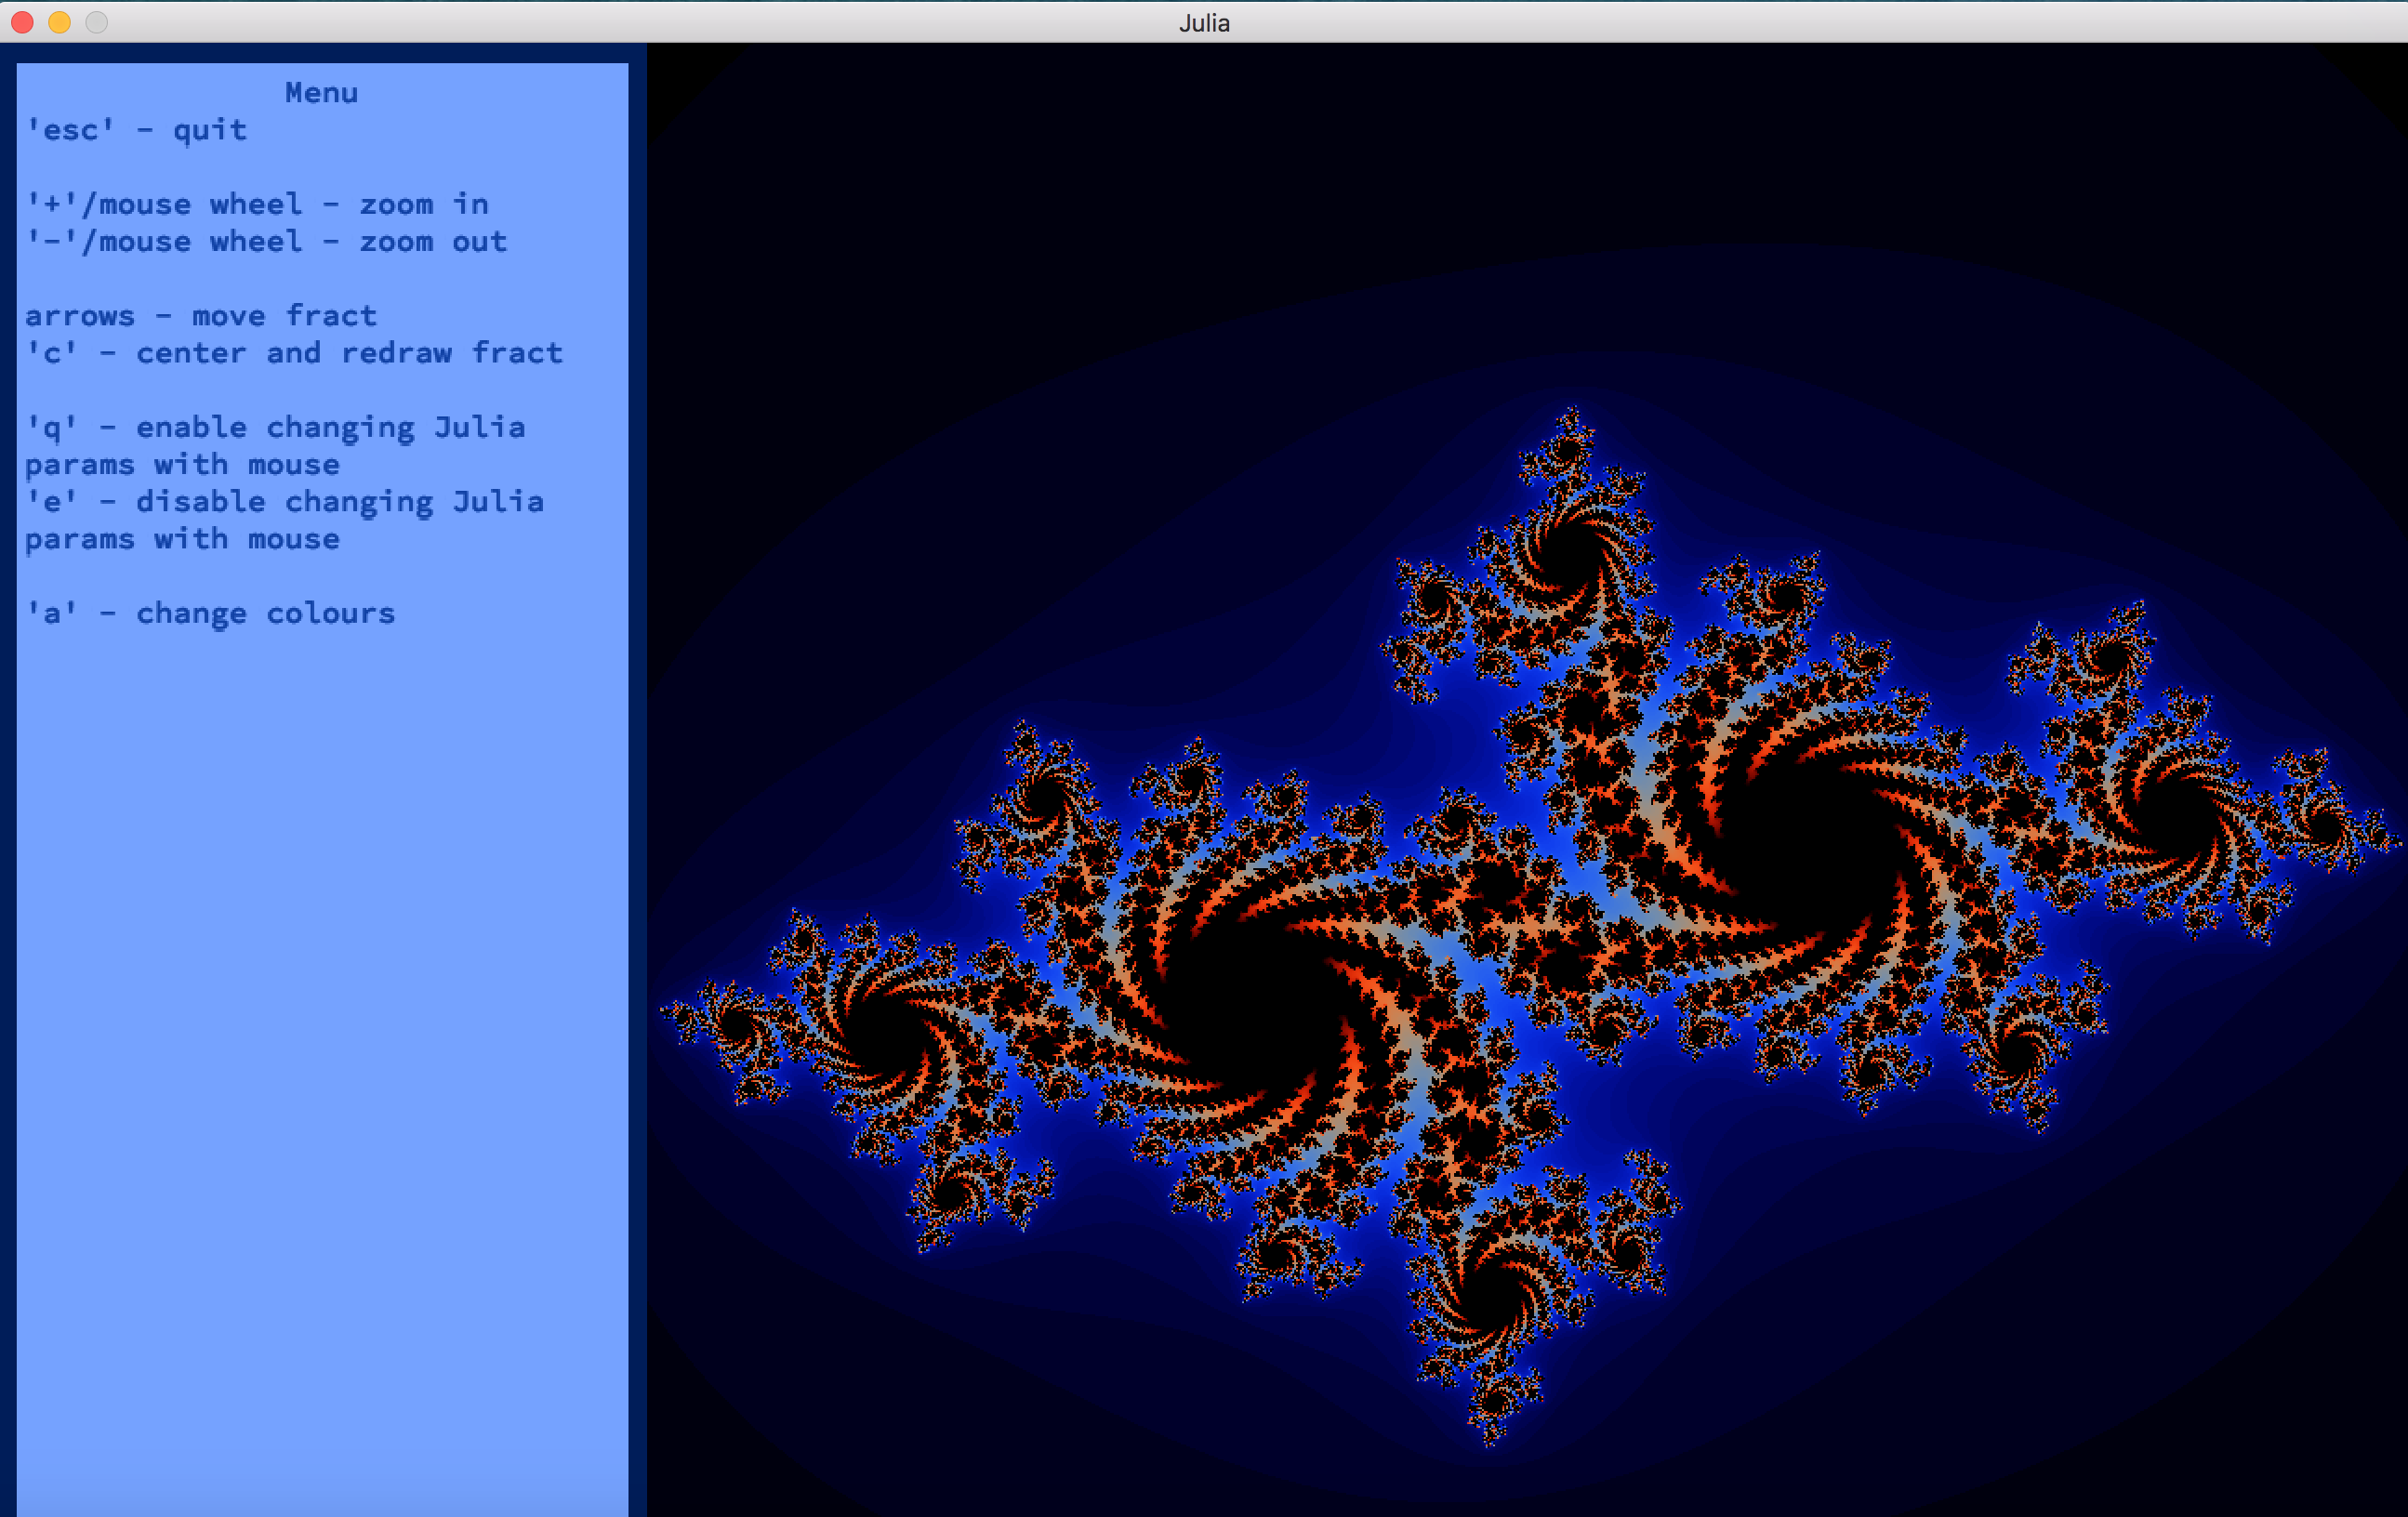 Julia
Menu
'esc' - quit
'+'/mouse wheel - zoom in
'-'/mouse wheel - zoom out
arrows - move fract
'c' - center and redraw fract
'q' - enable changing Julia
params with mouse
'e' - disable changing Julia
params with mouse
'a' - change colours